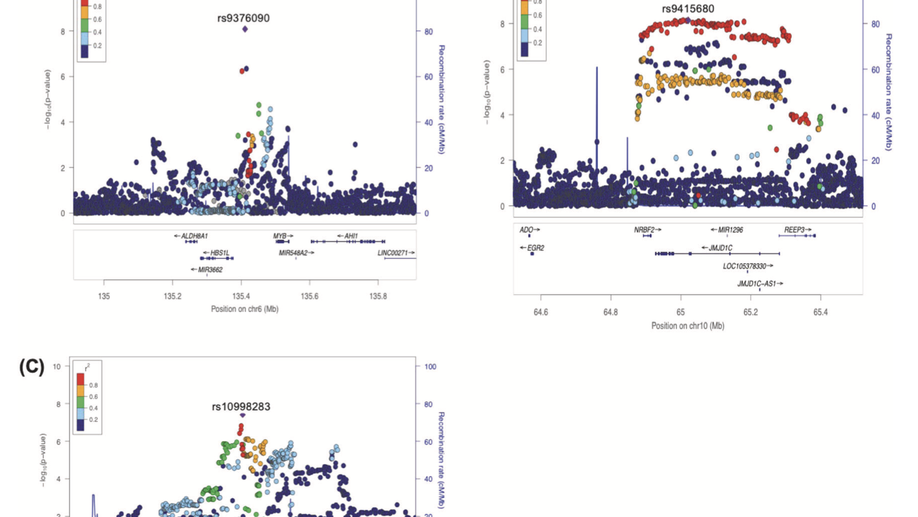 rs9376090
0.8
0.6
0.4
0.2
8
6
4
2
0
−log₁₀(p−value)
80
60
40
20
0
Recombination rate (cM/Mb)
←ALDH8A1
MYB→
←AHI1
←HBS1L
MIR548A2→
LINC00271→
←MIR3662
135
135.2
135.4
135.6
135.8
Position on chr6 (Mb)
rs9415680
0.8
0.6
0.4
0.2
8
6
4
2
0
−log₁₀(p−value)
80
60
40
20
0
Recombination rate (cM/Mb)
ADO→
NRBF2→
←MIR1296
REEP3→
←EGR2
←JMJD1C
LOC105378330→
JMJD1C−AS1→
64.6
64.8
65
65.2
65.4
Position on chr10 (Mb)
(C)
r²
0.8
0.6
0.4
0.2
rs10998283
10
8
6
4
−log₁₀(p−value)
100
80
60
40
Recombination rate (cM/Mb)